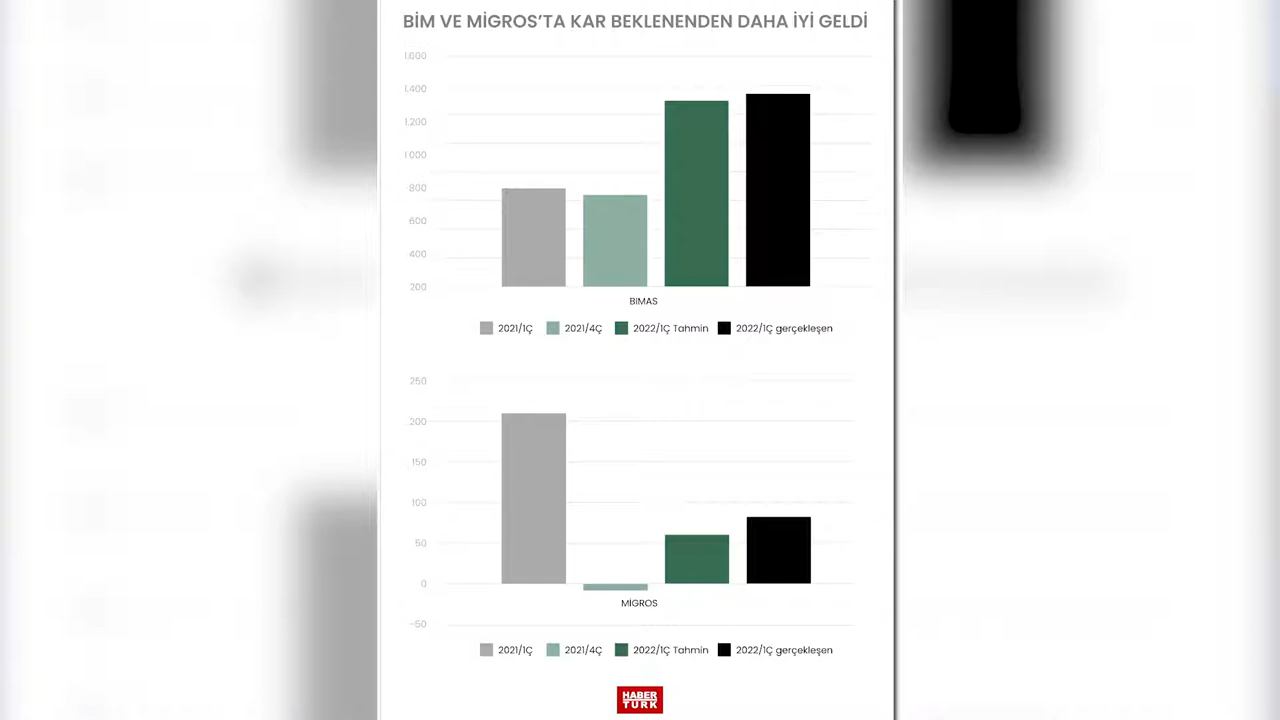 BİM VE MİGROS'TA KAR BEKLENENDEN DAHA İYİ GELDİ
1.600
1.400
1.200
1.000
800
600
400
200
BIMAS
2021/1Ç 2021/4Ç 2022/1Ç Tahmin 2022/1Ç gerçekleşen
250
200
150
100
50
0
-50
MİGROS
2021/1Ç 2021/4Ç 2022/1Ç Tahmin 2022/1Ç gerçekleşen
HABER
TURK